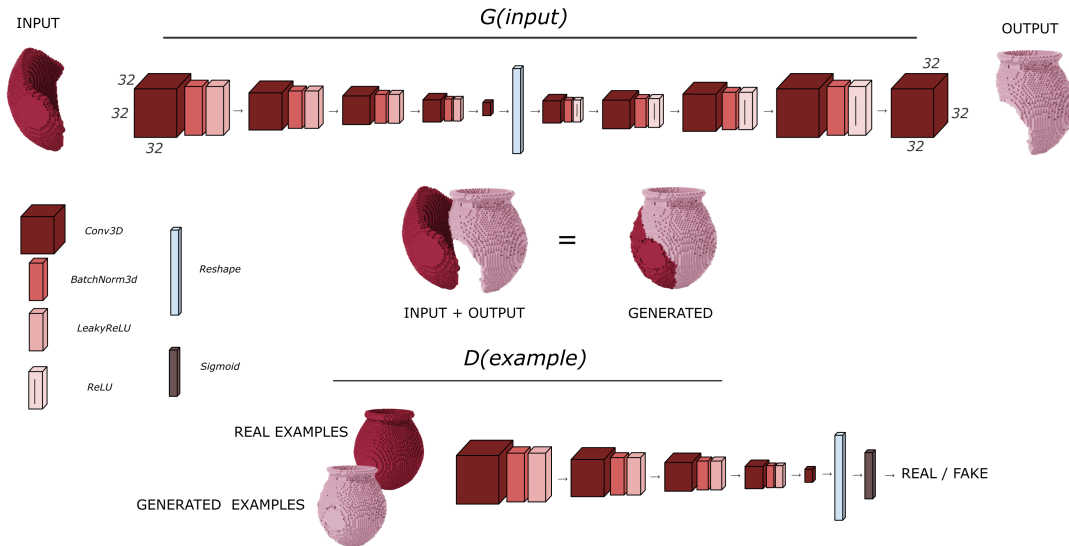 G(input)
INPUT
OUTPUT
32
32
32
32
32
32
Conv3D
BatchNorm3d
LeakyReLU
ReLU
Reshape
Sigmoid
=
INPUT + OUTPUT
GENERATED
D(example)
REAL EXAMPLES
GENERATED EXAMPLES
REAL / FAKE